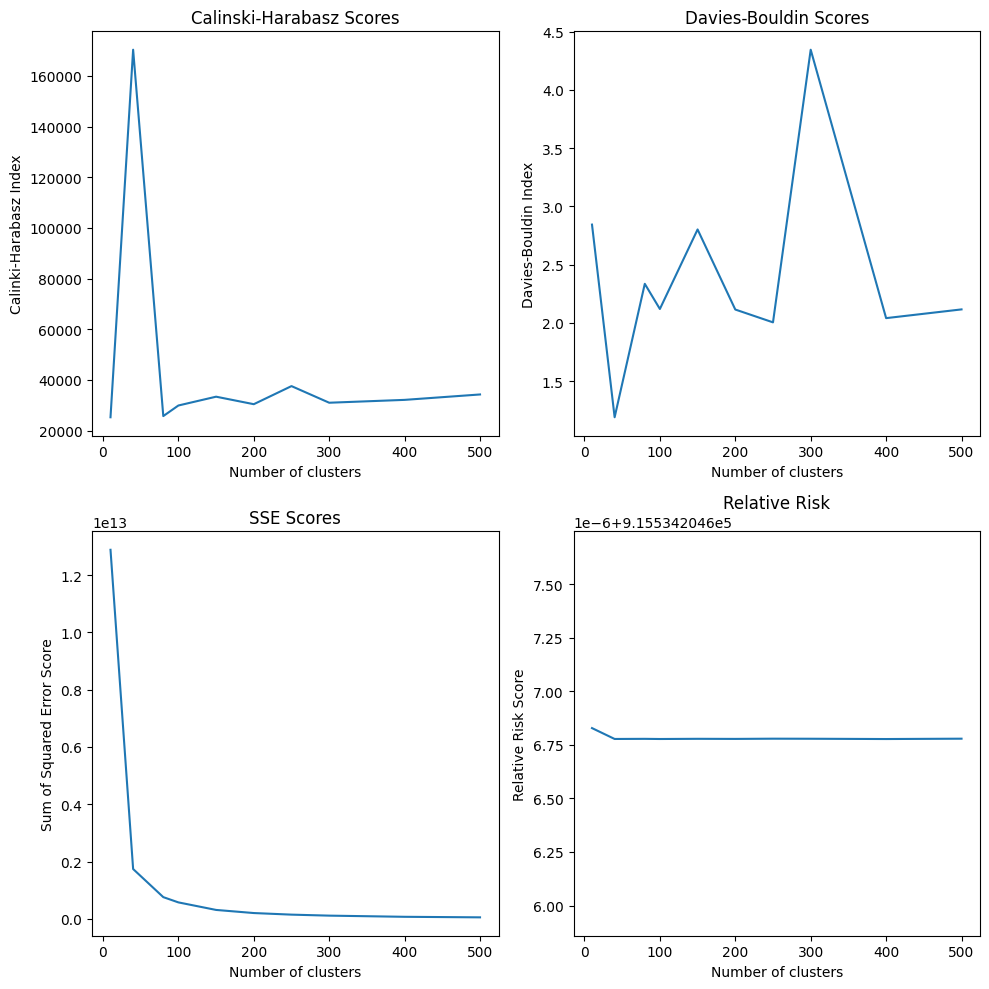 Calinski-Harabasz Scores
Calinki-Harabasz Index
160000
140000
120000
100000
80000
60000
40000
20000
0 100 200 300 400 500
Number of clusters
Davies-Bouldin Scores
Davies-Bouldin Index
4.5
4.0
3.5
3.0
2.5
2.0
1.5
0 100 200 300 400 500
Number of clusters
SSE Scores
1e13
Sum of Squared Error Score
1.2
1.0
0.8
0.6
0.4
0.2
0.0
0 100 200 300 400 500
Number of clusters
Relative Risk
1e−6+9.155342046e5
Relative Risk Score
7.50
7.25
7.00
6.75
6.50
6.25
6.00
0 100 200 300 400 500
Number of clusters